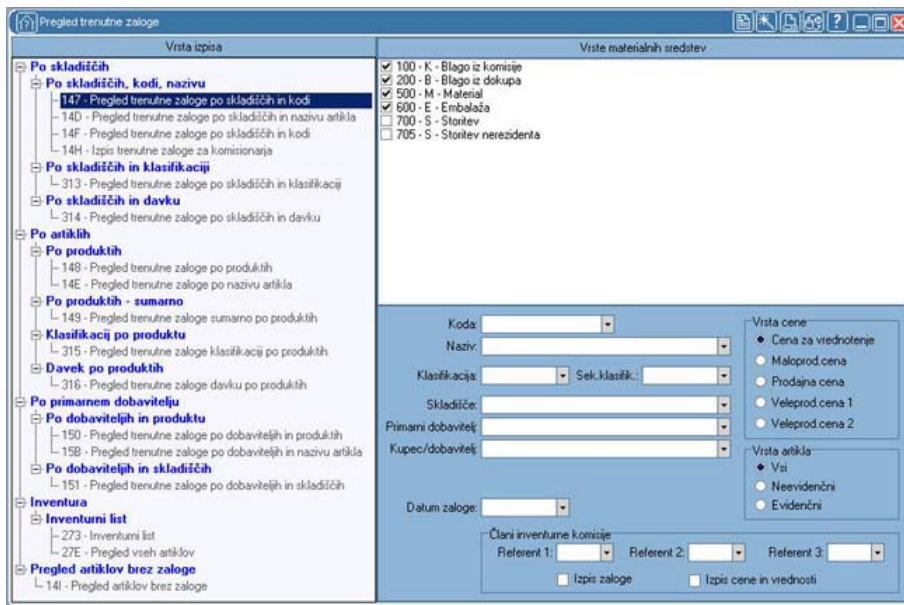 Pregled trenutne zaloge
Vrsta izpisa
Po skladiščih
Po skladiščih, kodi, nazivu
147 - Pregled trenutne zaloge po skladiščih in kodi
14D - Pregled trenutne zaloge po skladiščih in nazivu artikla
14F - Pregled trenutne zaloge po skladiščih in kodi
14H - Izpis trenutne zaloge za komisionarja
Po skladiščih in klasifikaciji
313 - Pregled trenutne zaloge po skladiščih in klasifikaciji
Po skladiščih in davku
314 - Pregled trenutne zaloge po skladiščih in davku
Po artiklih
Po produktih
148 - Pregled trenutne zaloge po produktih
14E - Pregled trenutne zaloge po nazivu artikla
Po produktih - sumarno
149 - Pregled trenutne zaloge sumarno po produktih
Klasifikacij po produktu
315 - Pregled trenutne zaloge klasifikacij po produktih
Davek po produktih
316 - Pregled trenutne zaloge davku po produktih
Po primarnem dobavitelju
Po dobaviteljih in produktu
150 - Pregled trenutne zaloge po dobaviteljih in produktih
15B - Pregled trenutne zaloge po dobaviteljih in nazivu artikla
Po dobaviteljih in skladiščih
151 - Pregled trenutne zaloge po dobaviteljih in skladiščih
Inventura
Inventurni list
273 - Inventurni list
27E - Pregled vseh artiklov
Pregled artiklov brez zaloge
14I - Pregled artiklov brez zaloge
Vrste materialnih sredstev
100 - K - Blago iz komisije
200 - B - Blago iz dokupa
500 - M - Material
600 - E - Embalaža
700 - S - Storitev
705 - S - Storitev nerezidenta
Koda:
Naziv:
Klasifikacija: Sek.klasifik.:
Skladišče:
Primarni dobavitelj:
Kupec/dobavitelj:
Datum zaloge:
Vrsta cene
Cena za vrednotenje
Maloprod.cena
Prodajna cena
Veleprod.cena 1
Veleprod.cena 2
Vrsta artikla
Vsi
Neevidenčni
Evidenčni
Člani inventurne komisije
Referent 1: Referent 2: Referent 3:
Izpis zaloge Izpis cene in vrednosti